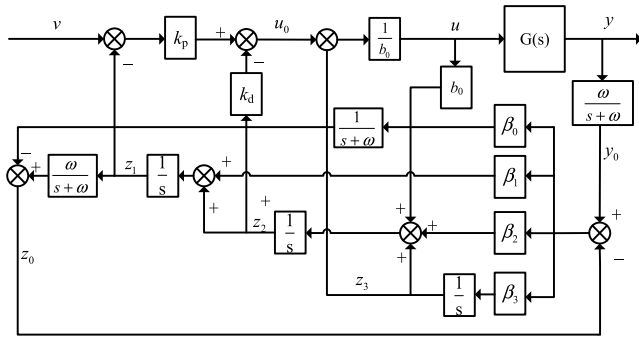 v
−
k_p
+
−
u_0
1/b_0
u
G(s)
y
k_d
b_0
ω/(s+ω)
−
+
ω/(s+ω)
z_1
1/s
+
+
1/(s+ω)
β_0
y_0
β_1
z_0
+
z_2
1/s
+
+
+
β_2
+
−
z_3
1/s
β_3